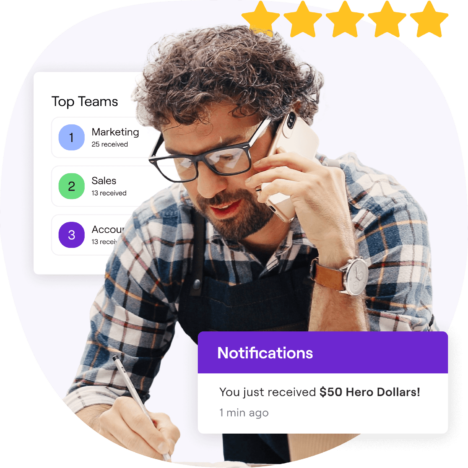 Top Teams
1 Marketing
25 received
2 Sales
13 received
3
13
Notifications
You just received $50 Hero Dollars!
1 min ago